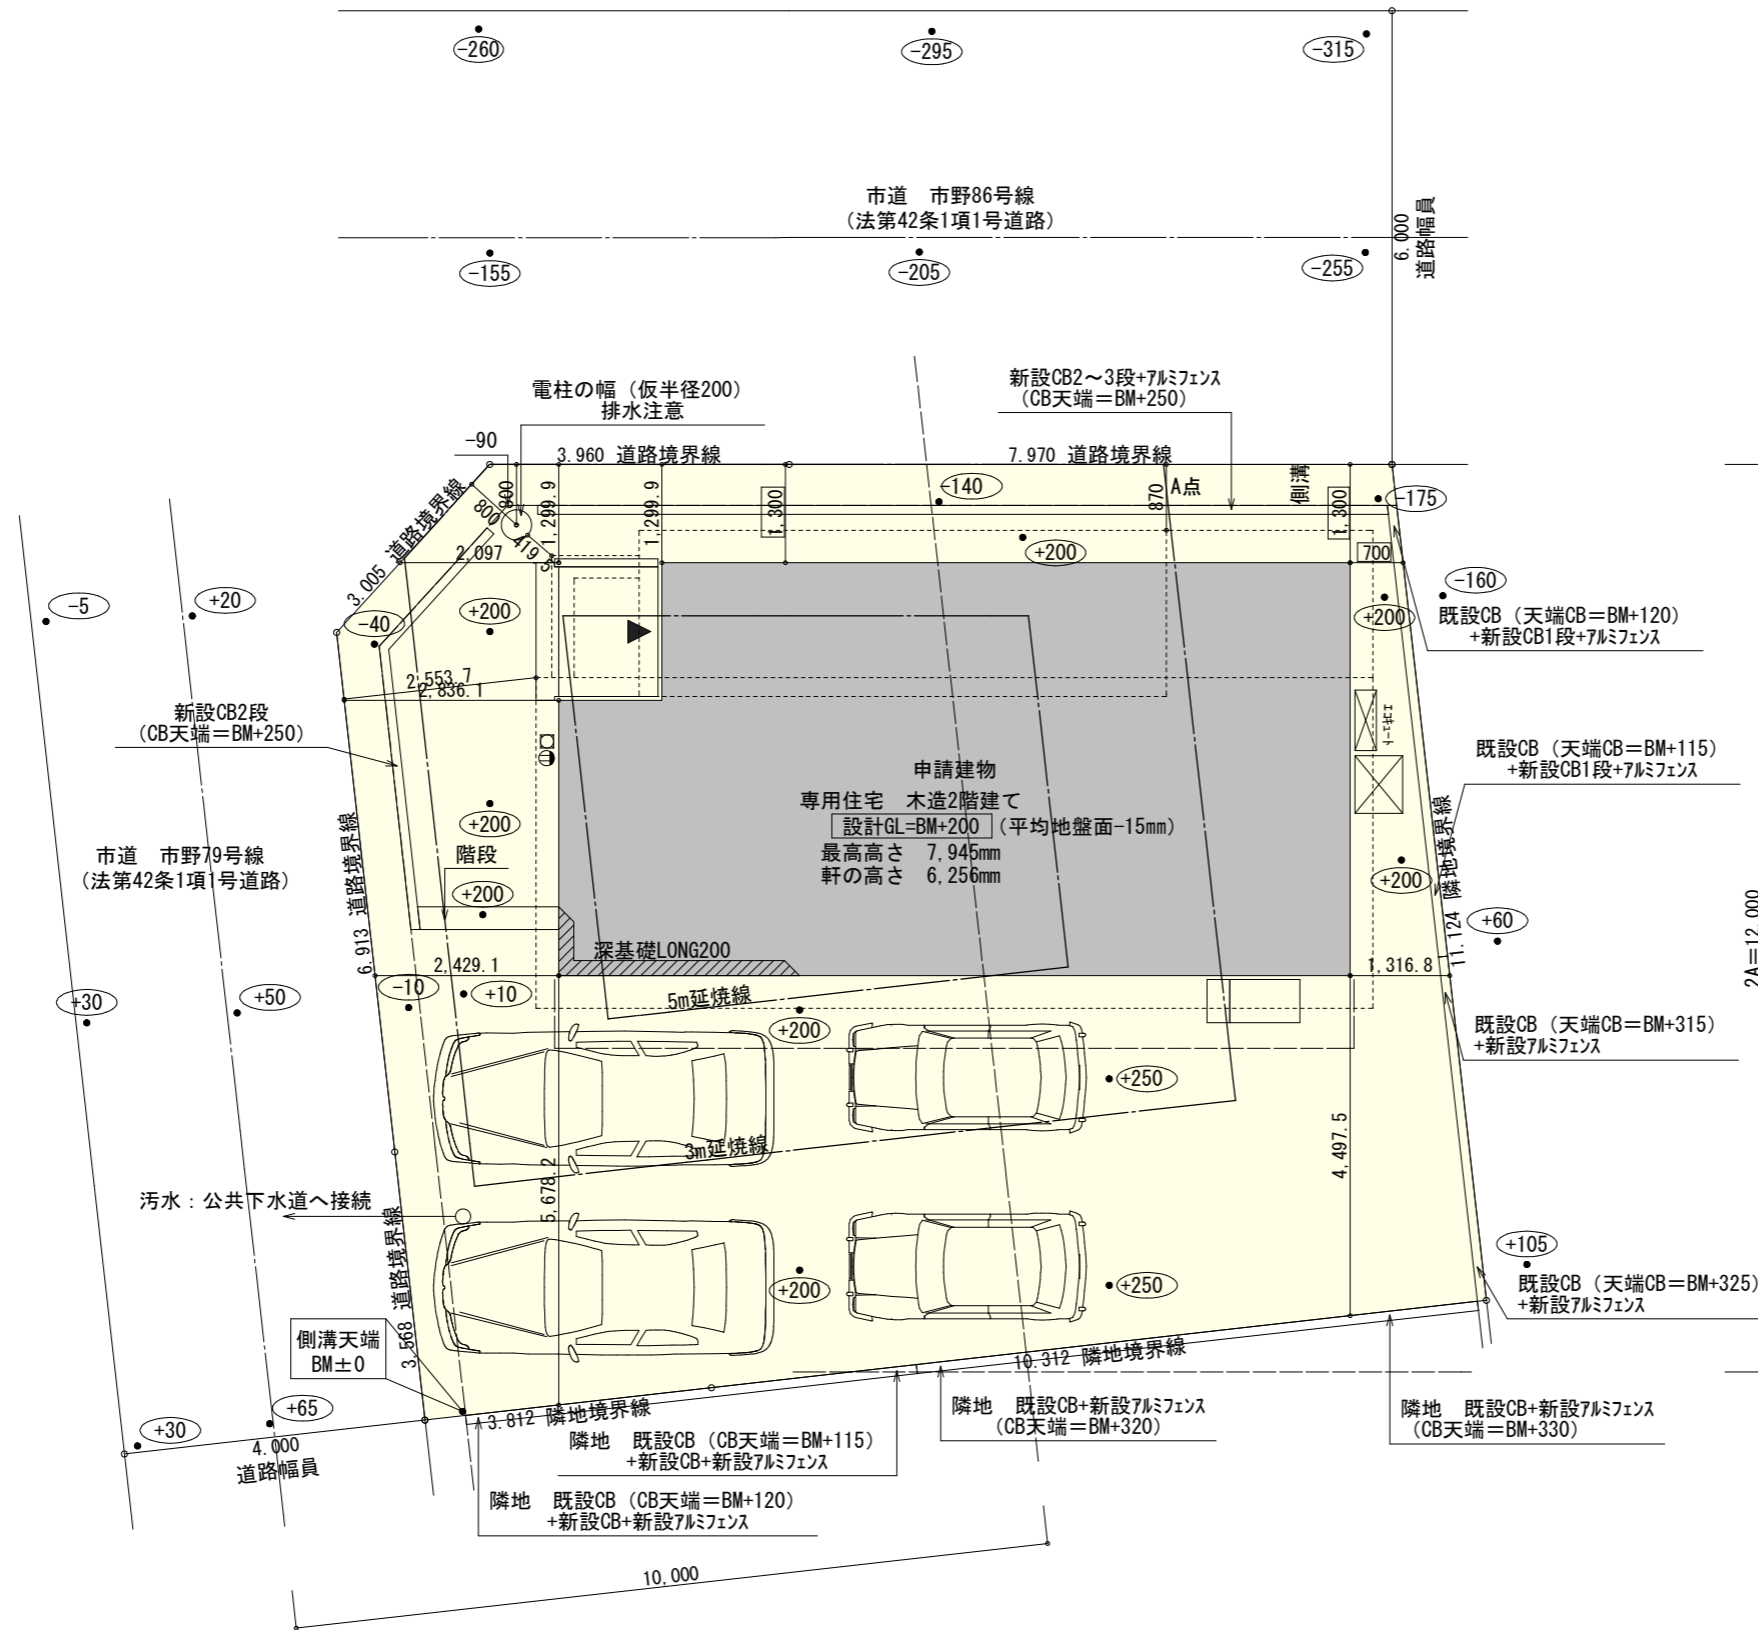 -260
-295
-315
市道　市野86号線
（法第42条1項1号道路）
6.000
道路幅員
-155
-205
-255
電柱の幅（仮半径200）
排水注意
新設CB2～3段+アルミフェンス
（CB天端＝BM+250）
-90
3.960 道路境界線
7.970 道路境界線
3.005 道路境界線
800
800
419
1,299.9
1,299.9
1,300
-140
870
A点
側溝
1,300
-175
2,097
+200
700
-5
+20
-40
+200
+200
-160
既設CB（天端CB＝BM+120）
+新設CB1段+アルミフェンス
2,553.7
2,836.1
新設CB2段
（CB天端＝BM+250）
エコキュート
既設CB（天端CB＝BM+115）
+新設CB1段+アルミフェンス
申請建物
専用住宅　木造2階建て
設計GL=BM+200（平均地盤面-15mm）
最高高さ　7,945mm
軒の高さ　6,256mm
+200
市道　市野79号線
（法第42条1項1号道路）
階段
+200
+200
6.913 道路境界線
11.124 隣地境界線
+60
2A＝12,000
深基礎LONG200
2,429.1
1,316.8
+30
+50
-10
+10
5m延焼線
+200
既設CB（天端CB＝BM+315）
+新設アルミフェンス
+250
3m延焼線
4,497.5
5,678.2
汚水：公共下水道へ接続
3.568 道路境界線
+200
+250
+105
既設CB（天端CB＝BM+325）
+新設アルミフェンス
側溝天端
BM±0
10.312 隣地境界線
+30
+65
3.812 隣地境界線
4.000
道路幅員
隣地　既設CB+新設アルミフェンス
（CB天端＝BM+320）
隣地　既設CB+新設アルミフェンス
（CB天端＝BM+330）
隣地　既設CB（CB天端＝BM+115）
+新設CB+新設アルミフェンス
隣地　既設CB（CB天端＝BM+120）
+新設CB+新設アルミフェンス
10,000